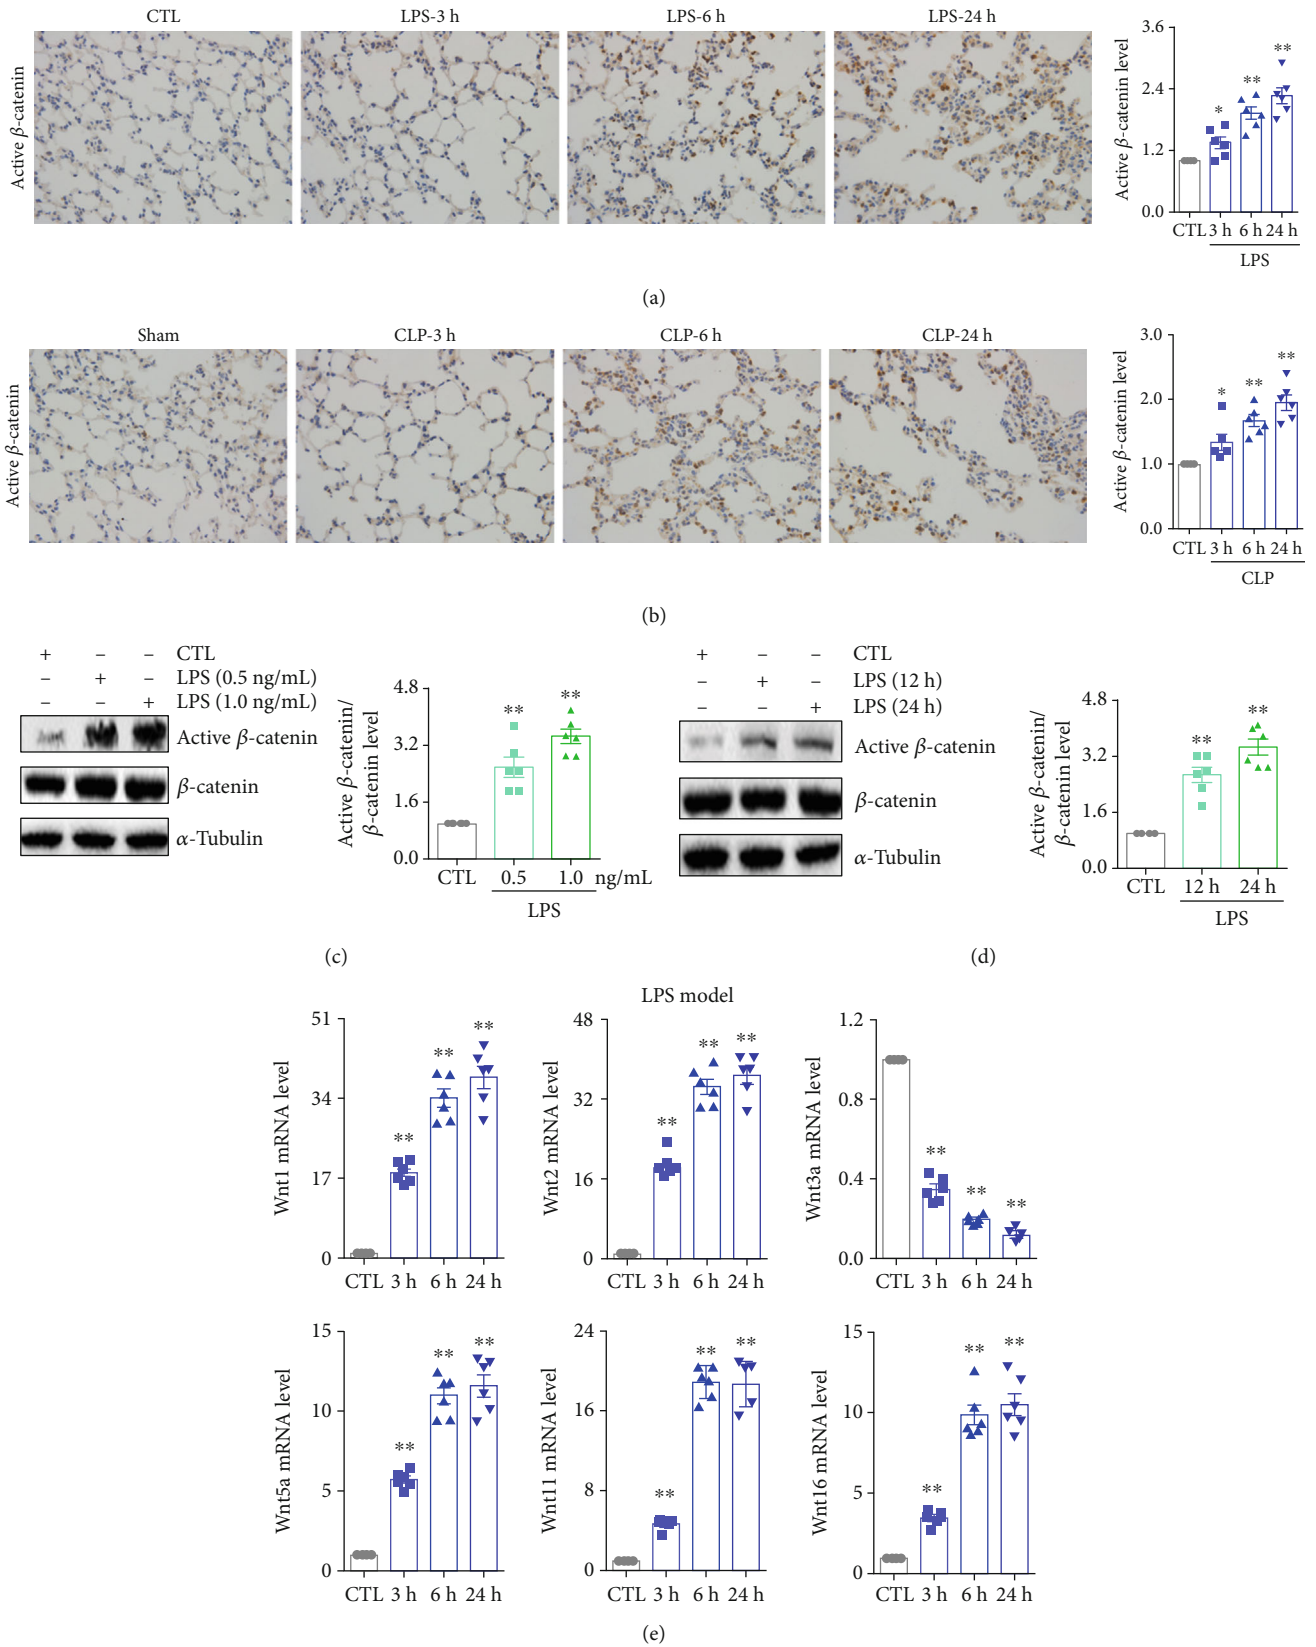 CTL LPS-3 h LPS-6 h LPS-24 h
Active β-catenin
Active β-catenin level
3.6
2.4
1.2
0.0
* ** **
CTL 3 h 6 h 24 h
LPS
(a)
Sham CLP-3 h CLP-6 h CLP-24 h
Active β-catenin
Active β-catenin level
3.0
2.0
1.0
0.0
* ** **
CTL 3 h 6 h 24 h
CLP
(b)
+ – – CTL
– + – LPS (0.5 ng/mL)
– – + LPS (1.0 ng/mL)
Active β-catenin
β-catenin
α-Tubulin
Active β-catenin/
β-catenin level
4.8
3.2
1.6
0.0
** **
CTL 0.5 1.0 ng/mL
LPS
(c)
+ – – CTL
– + – LPS (12 h)
– – + LPS (24 h)
Active β-catenin
β-catenin
α-Tubulin
Active β-catenin/
β-catenin level
4.8
3.2
1.6
0.0
** **
CTL 12 h 24 h
LPS
(d)
LPS model
Wnt1 mRNA level
51
34
17
0
** ** **
CTL 3 h 6 h 24 h
Wnt2 mRNA level
48
32
16
0
** ** **
CTL 3 h 6 h 24 h
Wnt3a mRNA level
1.2
0.8
0.4
0.0
** ** **
CTL 3 h 6 h 24 h
Wnt5a mRNA level
15
10
5
0
** ** **
CTL 3 h 6 h 24 h
Wnt11 mRNA level
24
16
8
0
** ** **
CTL 3 h 6 h 24 h
Wnt16 mRNA level
15
10
5
0
** ** **
CTL 3 h 6 h 24 h
(e)